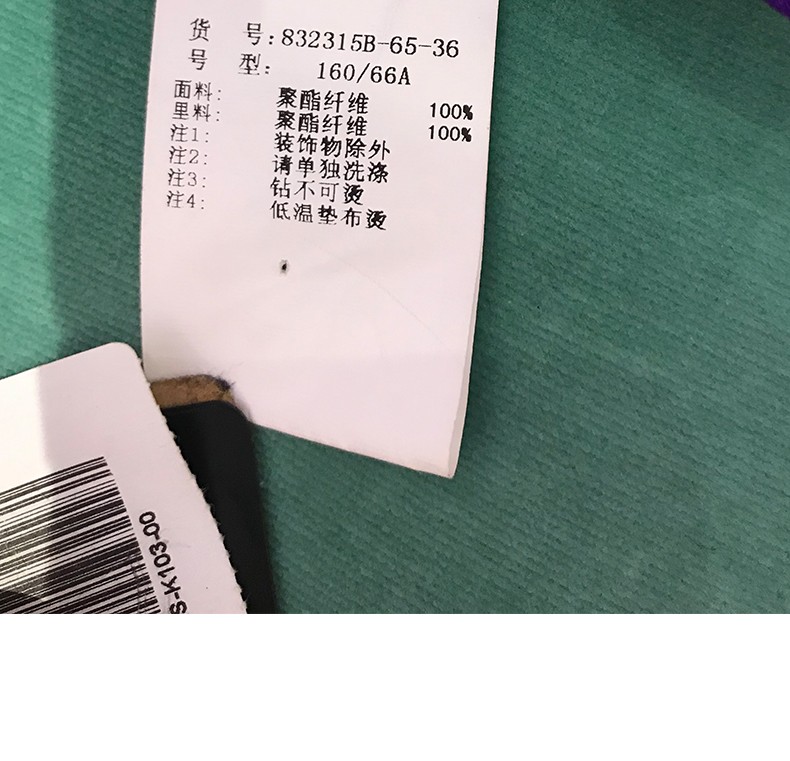 货 号:832315B-65-36
号 型: 160/66A
面料: 聚酯纤维 100%
里料: 聚酯纤维 100%
注1: 装饰物除外
注2: 请单独洗涤
注3: 钻不可烫
注4: 低温垫布烫
S-K103-00